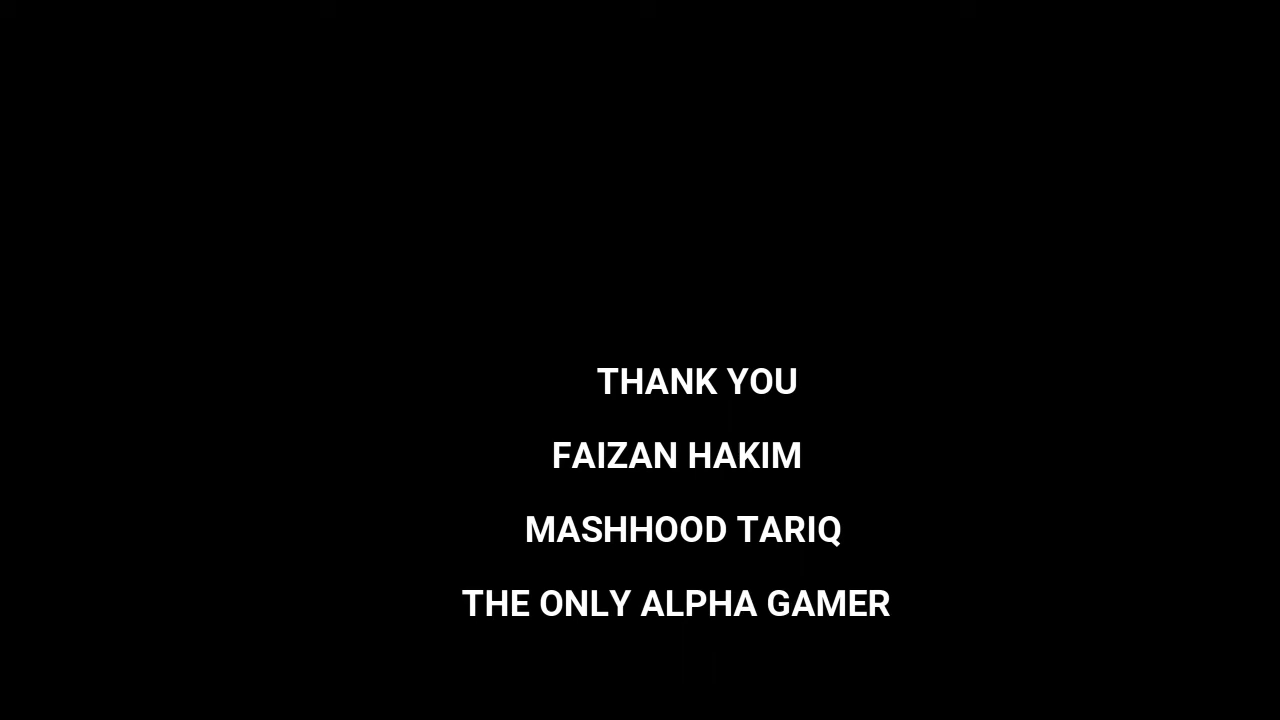 THANK YOU
FAIZAN HAKIM
MASHHOOD TARIQ
THE ONLY ALPHA GAMER